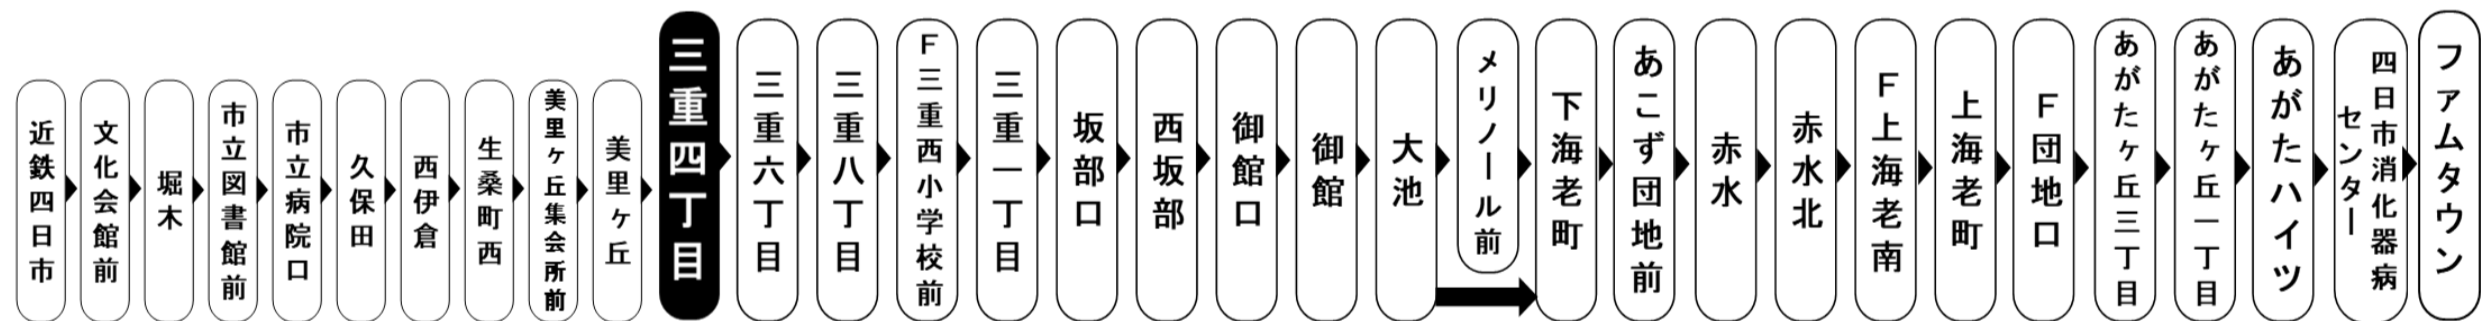 近鉄四日市
文化会館前
堀木
市立図書館前
市立病院口
久保田
西伊倉
生桑町西
美里ヶ丘集会所前
美里ヶ丘
三重四丁目
三重六丁目
三重八丁目
F三重西小学校前
三重一丁目
坂部口
西坂部
御館口
御館
大池
メリノール前
下海老町
あこず団地前
赤水
赤水北
F上海老南
上海老町
F団地口
あがたヶ丘三丁目
あがたヶ丘一丁目
あがたハイツ
四日市消化器病
センター
ファムタウン